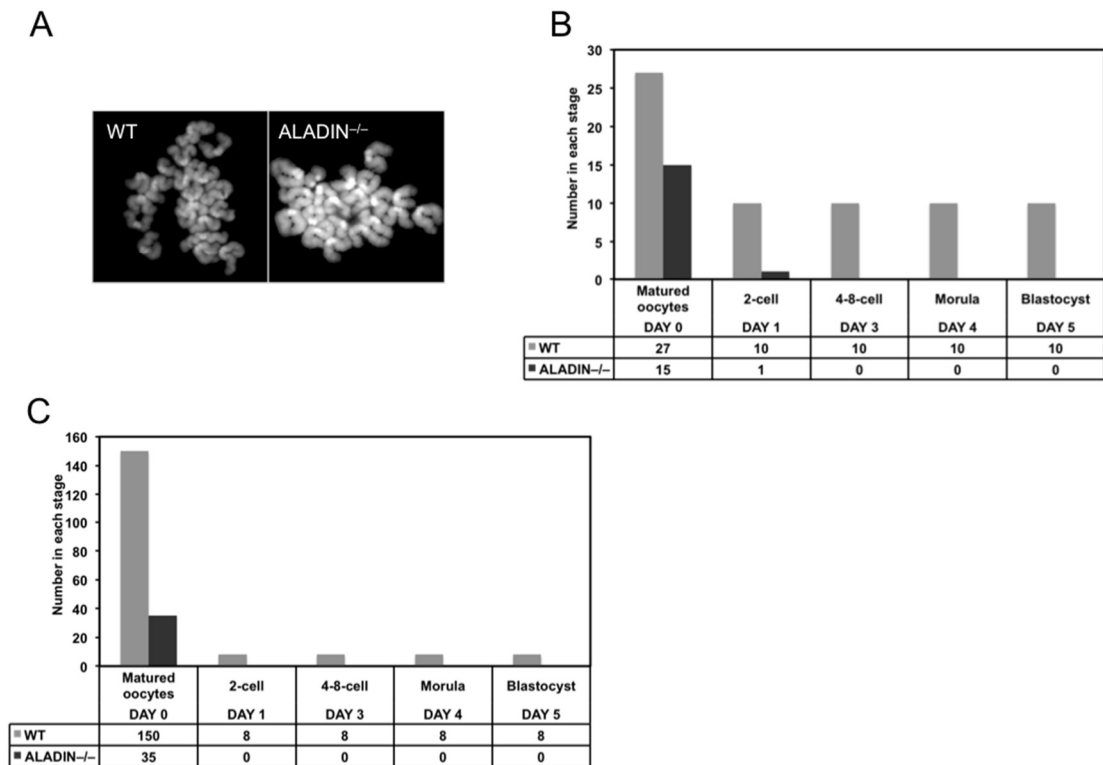 A
WT
ALADIN–/–
B
Number in each stage
30
25
20
15
10
5
0
Matured oocytes
2-cell
4-8-cell
Morula
Blastocyst
DAY 0
DAY 1
DAY 3
DAY 4
DAY 5
WT 27 10 10 10 10
ALADIN–/– 15 1 0 0 0
C
Number in each stage
160
140
120
100
80
60
40
20
0
Matured oocytes
2-cell
4-8-cell
Morula
Blastocyst
DAY 0
DAY 1
DAY 3
DAY 4
DAY 5
WT 150 8 8 8 8
ALADIN–/– 35 0 0 0 0